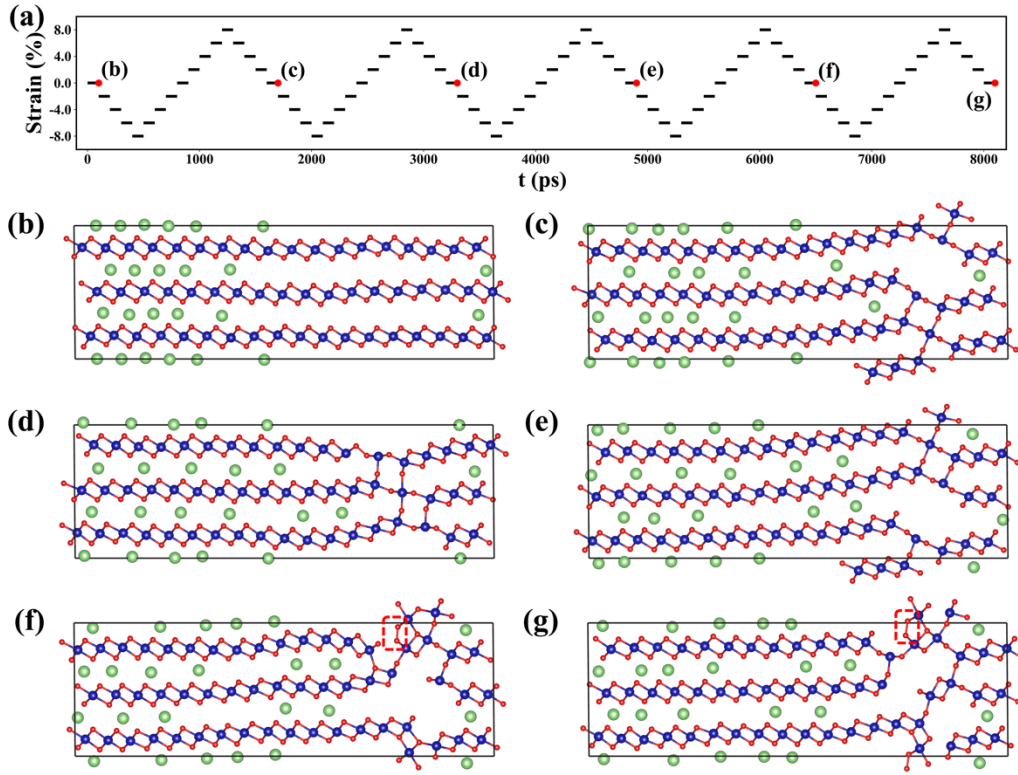 (a)
Strain (%)
8.0
4.0
0.0
-4.0
-8.0
(b)
(c)
(d)
(e)
(f)
(g)
0
1000
2000
3000
4000
5000
6000
7000
8000
t (ps)
(b)
(c)
(d)
(e)
(f)
(g)